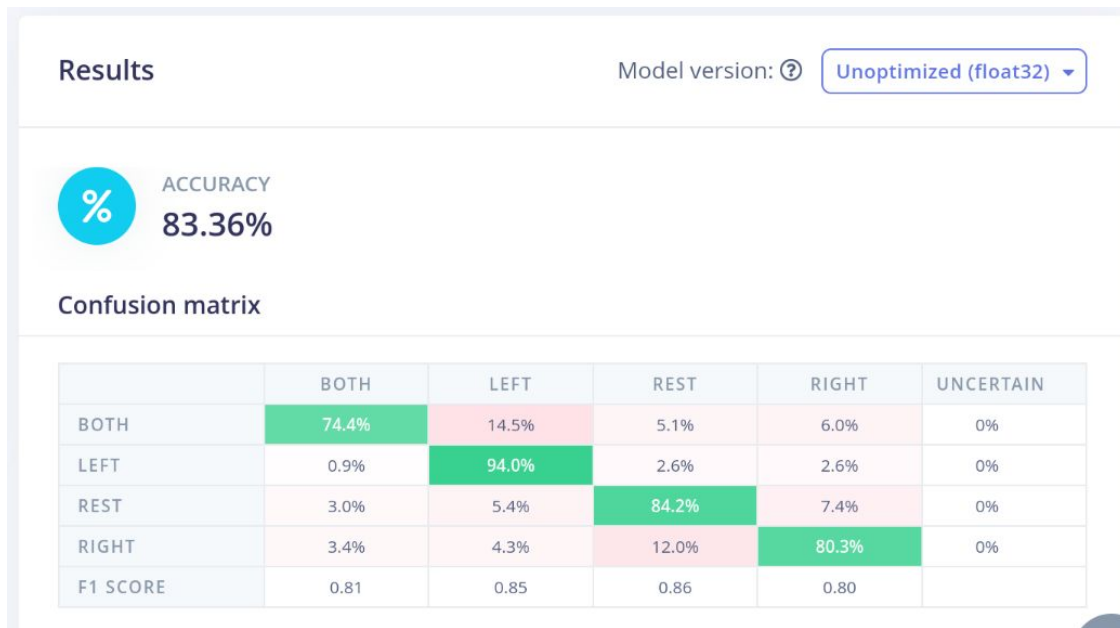 Results
Model version: Unoptimized (float32)
%
ACCURACY
83.36%
Confusion matrix
BOTH LEFT REST RIGHT UNCERTAIN
BOTH 74.4% 14.5% 5.1% 6.0% 0%
LEFT 0.9% 94.0% 2.6% 2.6% 0%
REST 3.0% 5.4% 84.2% 7.4% 0%
RIGHT 3.4% 4.3% 12.0% 80.3% 0%
F1 SCORE 0.81 0.85 0.86 0.80